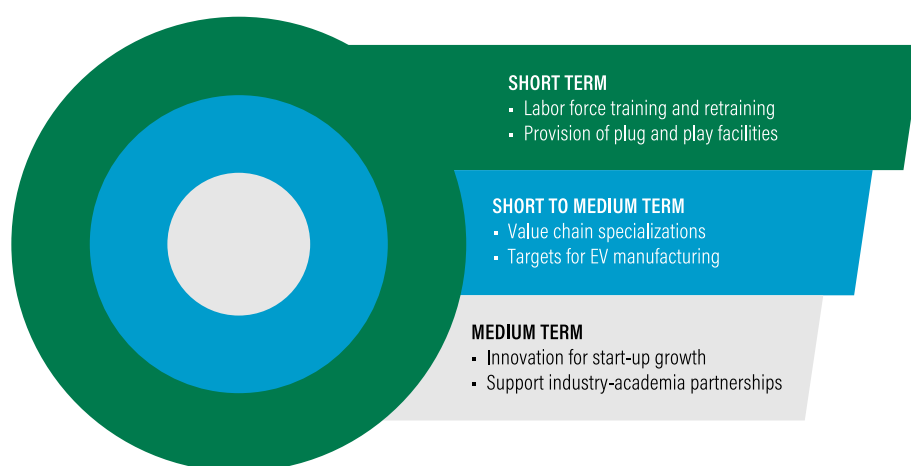 SHORT TERM
▪ Labor force training and retraining
▪ Provision of plug and play facilities
SHORT TO MEDIUM TERM
▪ Value chain specializations
▪ Targets for EV manufacturing
MEDIUM TERM
▪ Innovation for start-up growth
▪ Support industry-academia partnerships